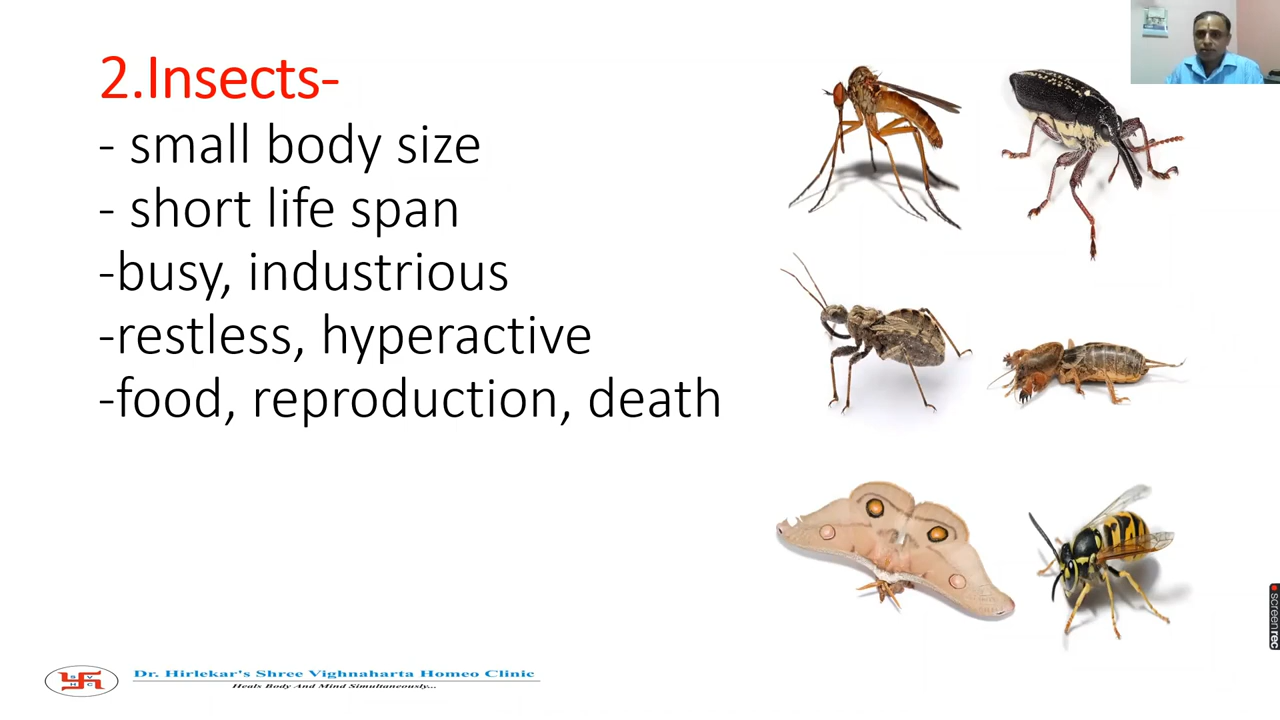 2.Insects-
- small body size
- short life span
-busy, industrious
-restless, hyperactive
-food, reproduction, death
S V
H C
Dr. Hirlekar's Shree Vighnaharta Homeo Clinic
Heals Body And Mind Simultaneously...
screenrec